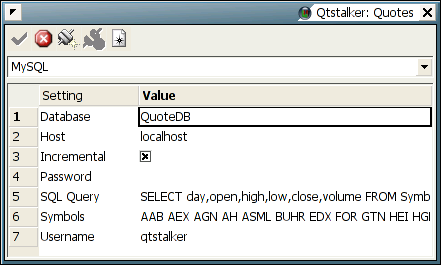 Qtstalker: Quotes
MySQL
Setting Value
1 Database QuoteDB
2 Host localhost
3 Incremental
4 Password
5 SQL Query SELECT day,open,high,low,close,volume FROM Symb
6 Symbols AAB AEX AGN AH ASML BUHR EDX FOR GTN HEI HGI
7 Username qtstalker